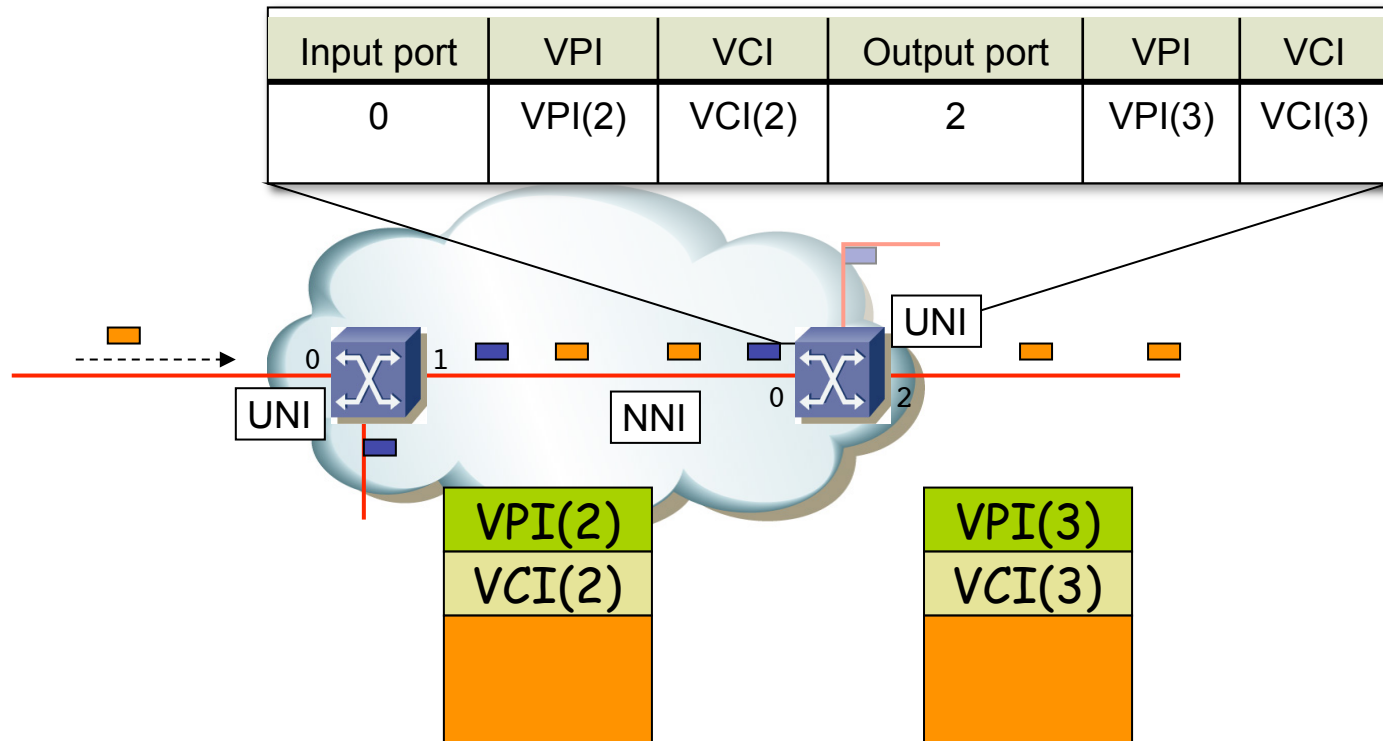 Input port VPI VCI Output port VPI VCI
0 VPI(2) VCI(2) 2 VPI(3) VCI(3)
UNI
0 1
0 2
UNI NNI
VPI(2) VPI(3)
VCI(2) VCI(3)